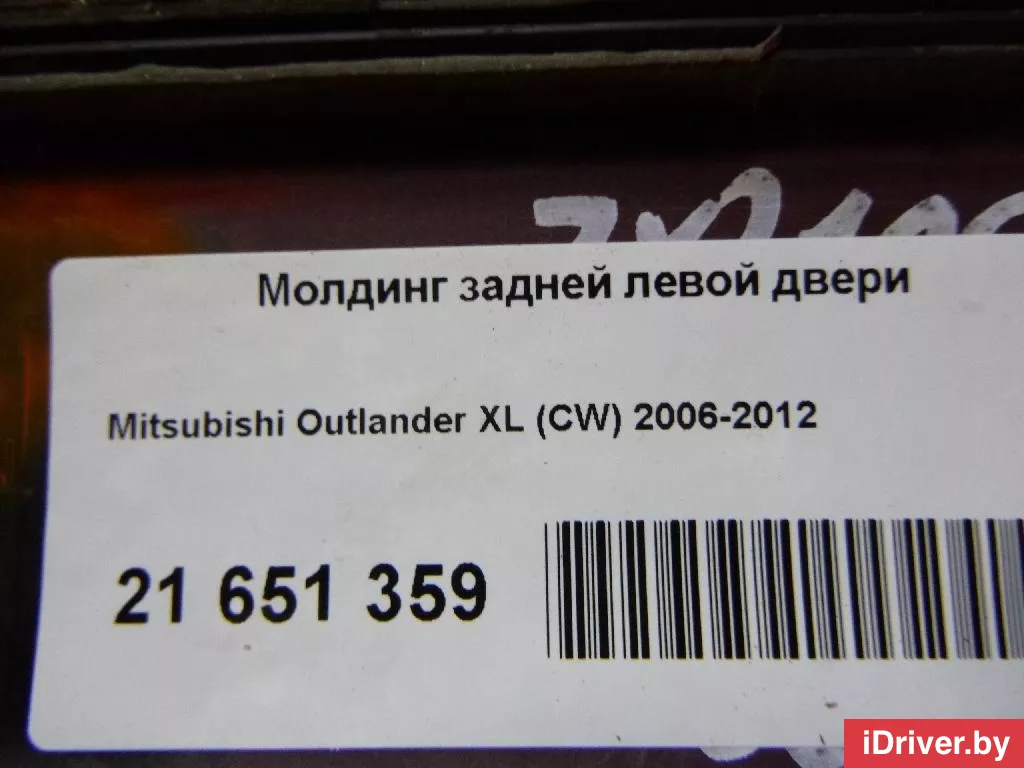 Молдинг задней левой двери
Mitsubishi Outlander XL (CW) 2006-2012
21 651 359
iDriver.by